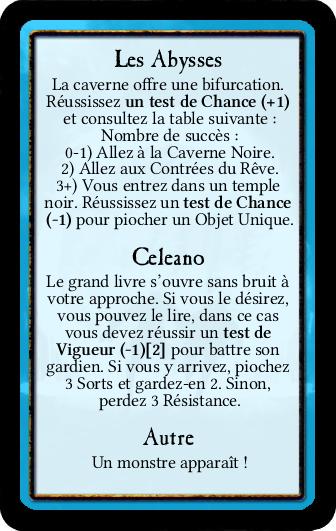 Les Abysses
La caverne offre une bifurcation.
Réussissez un test de Chance (+1)
et consultez la table suivante :
Nombre de succès :
0-1) Allez à la Caverne Noire.
2) Allez aux Contrées du Rêve.
3+) Vous entrez dans un temple
noir. Réussissez un test de Chance
(-1) pour piocher un Objet Unique.
Celeano
Le grand livre s'ouvre sans bruit à
votre approche. Si vous le désirez,
vous pouvez le lire, dans ce cas
vous devez réussir un test de
Vigueur (-1)[2] pour battre son
gardien. Si vous y arrivez, piochez
3 Sorts et gardez-en 2. Sinon,
perdez 3 Résistance.
Autre
Un monstre apparaît !